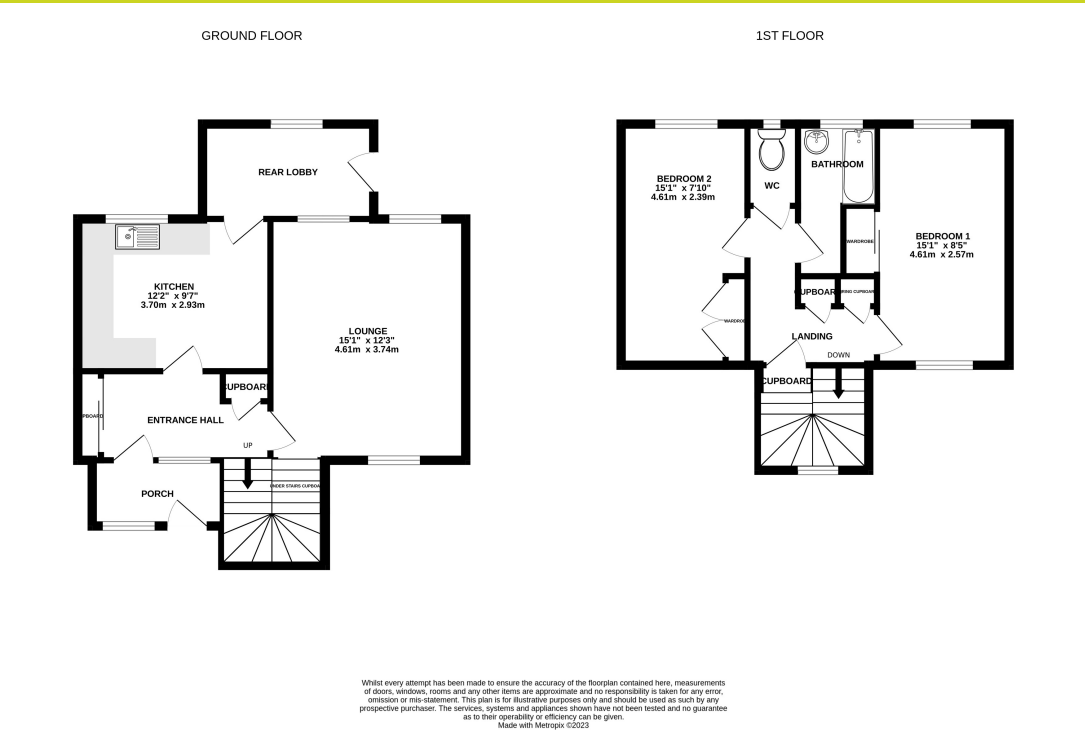 GROUND FLOOR
1ST FLOOR
REAR LOBBY
KITCHEN
12'2" x 9'7"
3.70m x 2.93m
LOUNGE
15'1" x 12'3"
4.61m x 3.74m
CUPBOARD
PBOARD
ENTRANCE HALL
UP
PORCH
UNDER STAIRS CUPBOA
BEDROOM 2
15'1" x 7'10"
4.61m x 2.39m
WC
BATHROOM
WARDROBE
BEDROOM 1
15'1" x 8'5"
4.61m x 2.57m
CUPBOARD
RING CUPBOAR
WARDROB
LANDING
DOWN
CUPBOARD
Whilst every attempt has been made to ensure the accuracy of the floorplan contained here, measurements
of doors, windows, rooms and any other items are approximate and no responsibility is taken for any error,
omission or mis-statement. This plan is for illustrative purposes only and should be used as such by any
prospective purchaser. The services, systems and appliances shown have not been tested and no guarantee
as to their operability or efficiency can be given.
Made with Metropix ©2023